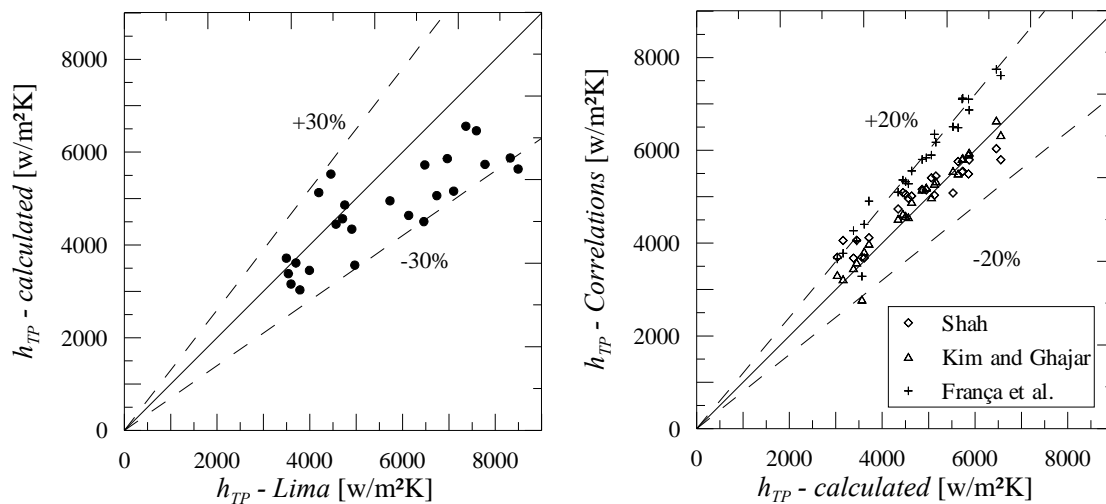 8000
6000
4000
2000
0
h_TP - calculated [w/m²K]
+30%
-30%
0 2000 4000 6000 8000
h_TP - Lima [w/m²K]
8000
6000
4000
2000
0
h_TP - Correlations [w/m²K]
+20%
-20%
Shah
Kim and Ghajar
França et al.
0 2000 4000 6000 8000
h_TP - calculated [w/m²K]